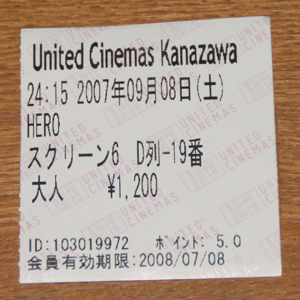 United Cinemas Kanazawa
24:15 2007年09月08日(土)
HERO
スクリーン6 D列-19番
大人 ¥1,200
ID:103019972 ポイント: 5.0
会員有効期限:2008/07/08